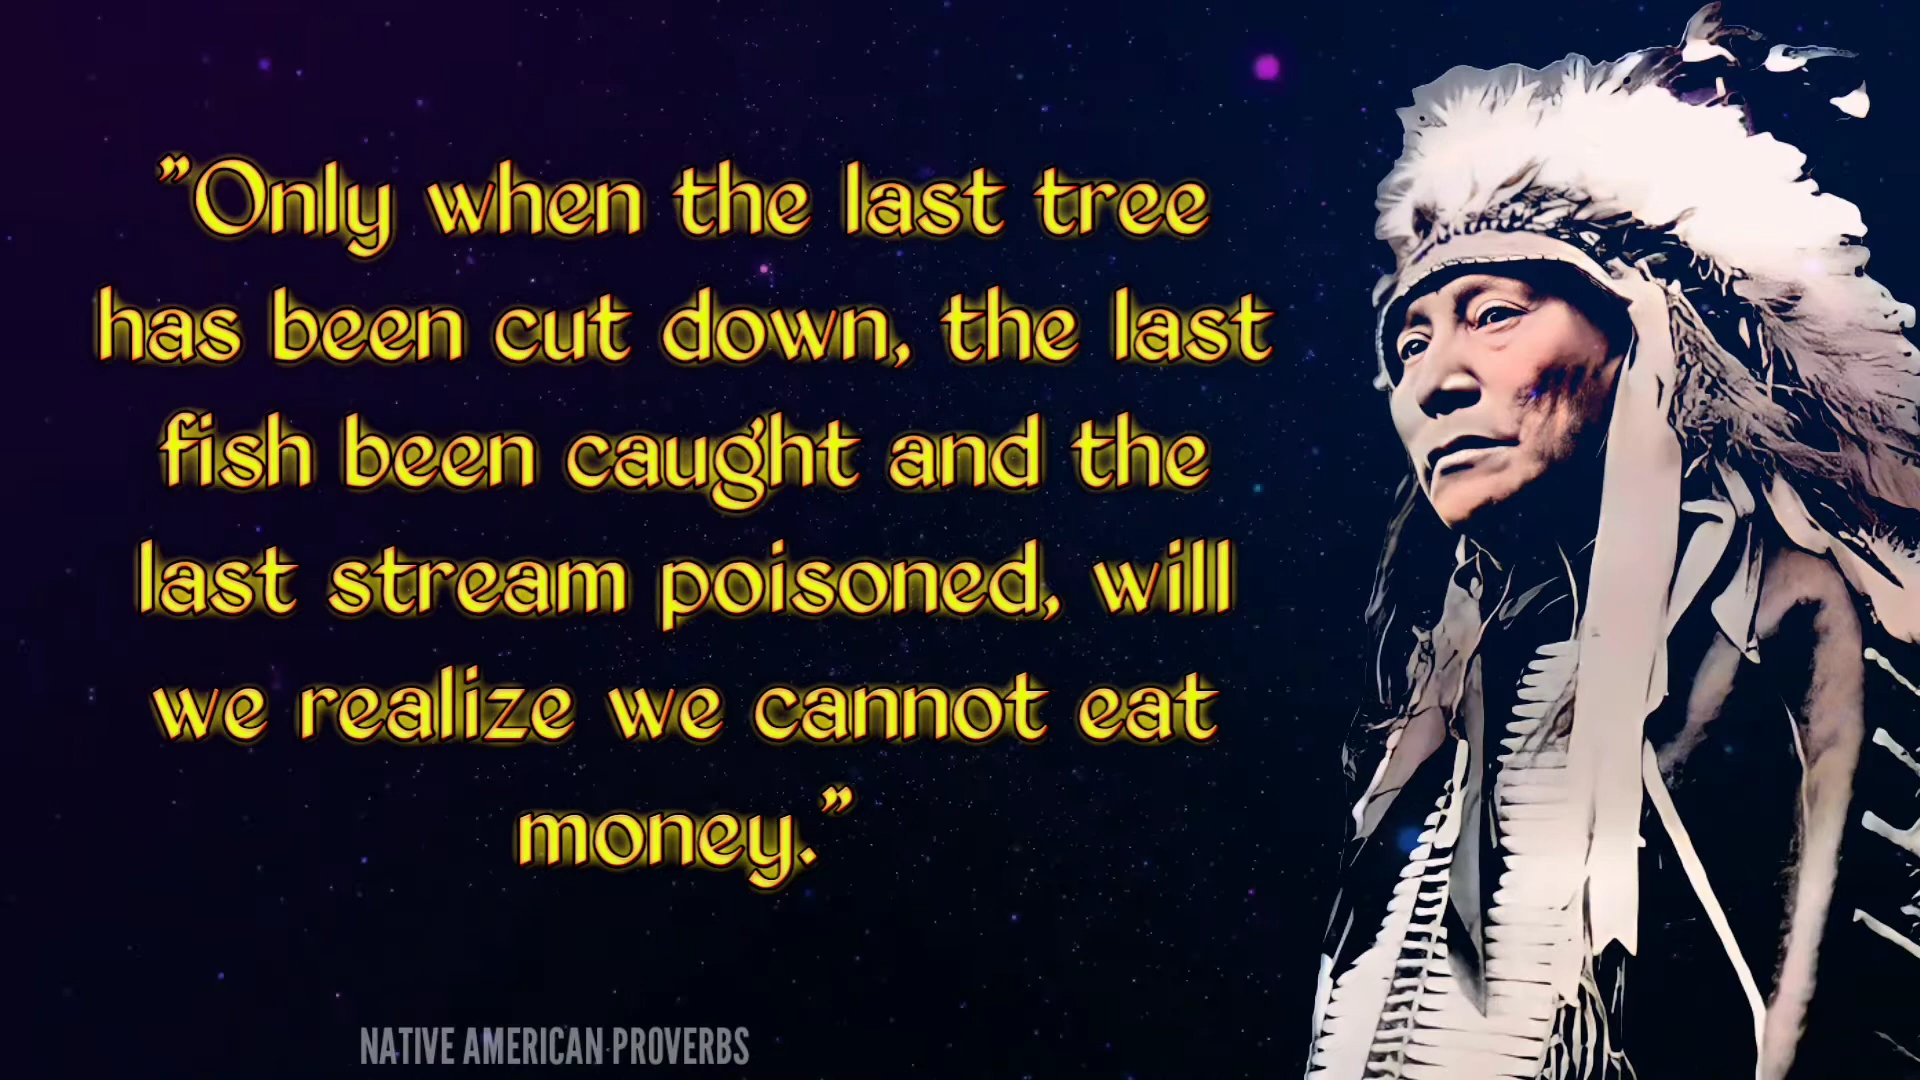 "Only when the last tree
has been cut down, the last
fish been caught and the
last stream poisoned, will
we realize we cannot eat
money."
NATIVE AMERICAN PROVERBS